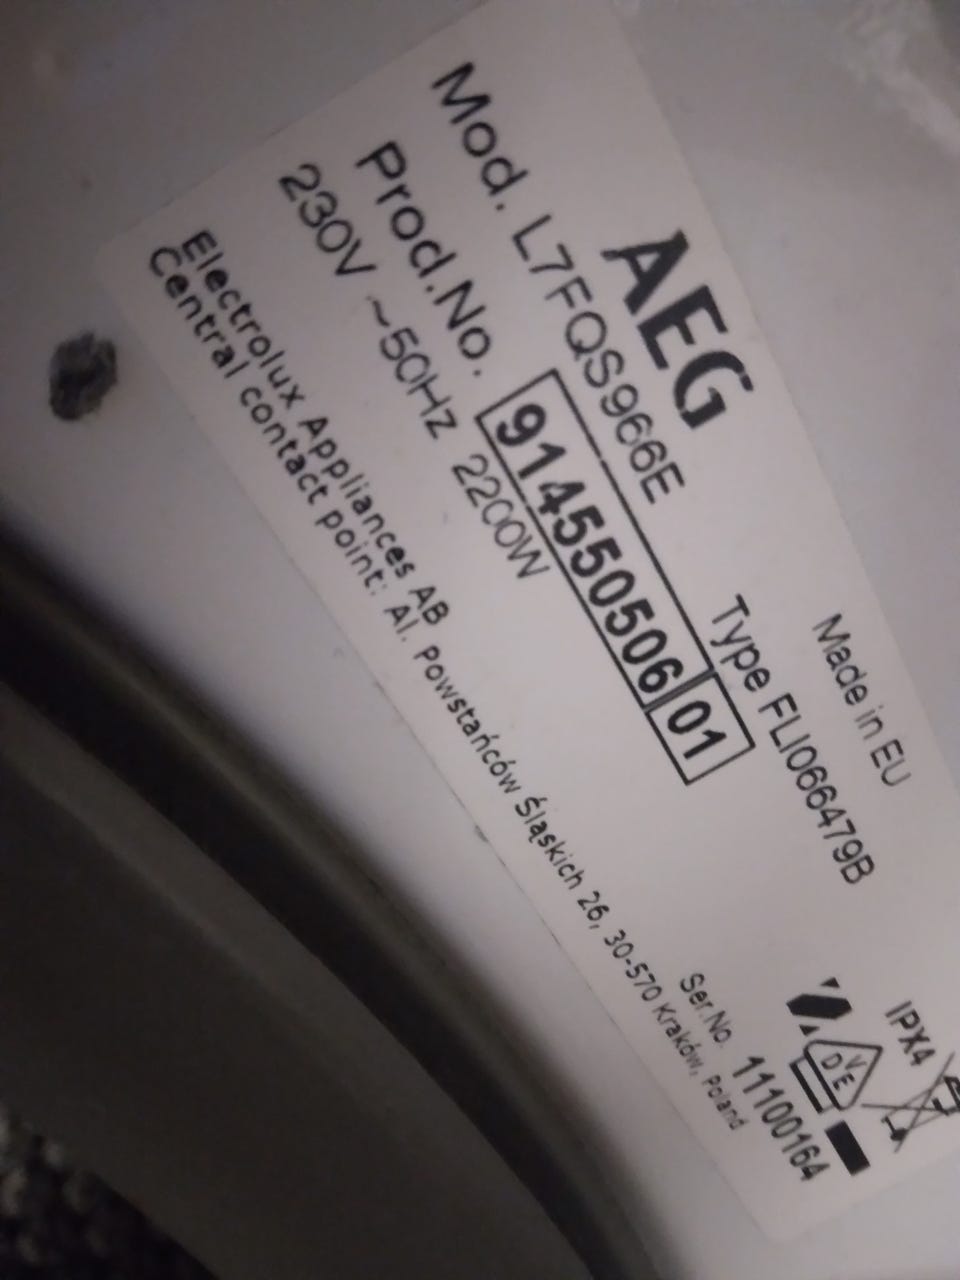 AEG
Made in EU
IPX4
Mod. L7FQS966E
Type FLI066479B
VDE
Prod.No. 914550506 01
230V ~50Hz 2200W
Ser.No. 11100164
Electrolux Appliances AB
Central contact point: Al. Powstańców Śląskich 26, 30-570 Kraków, Poland